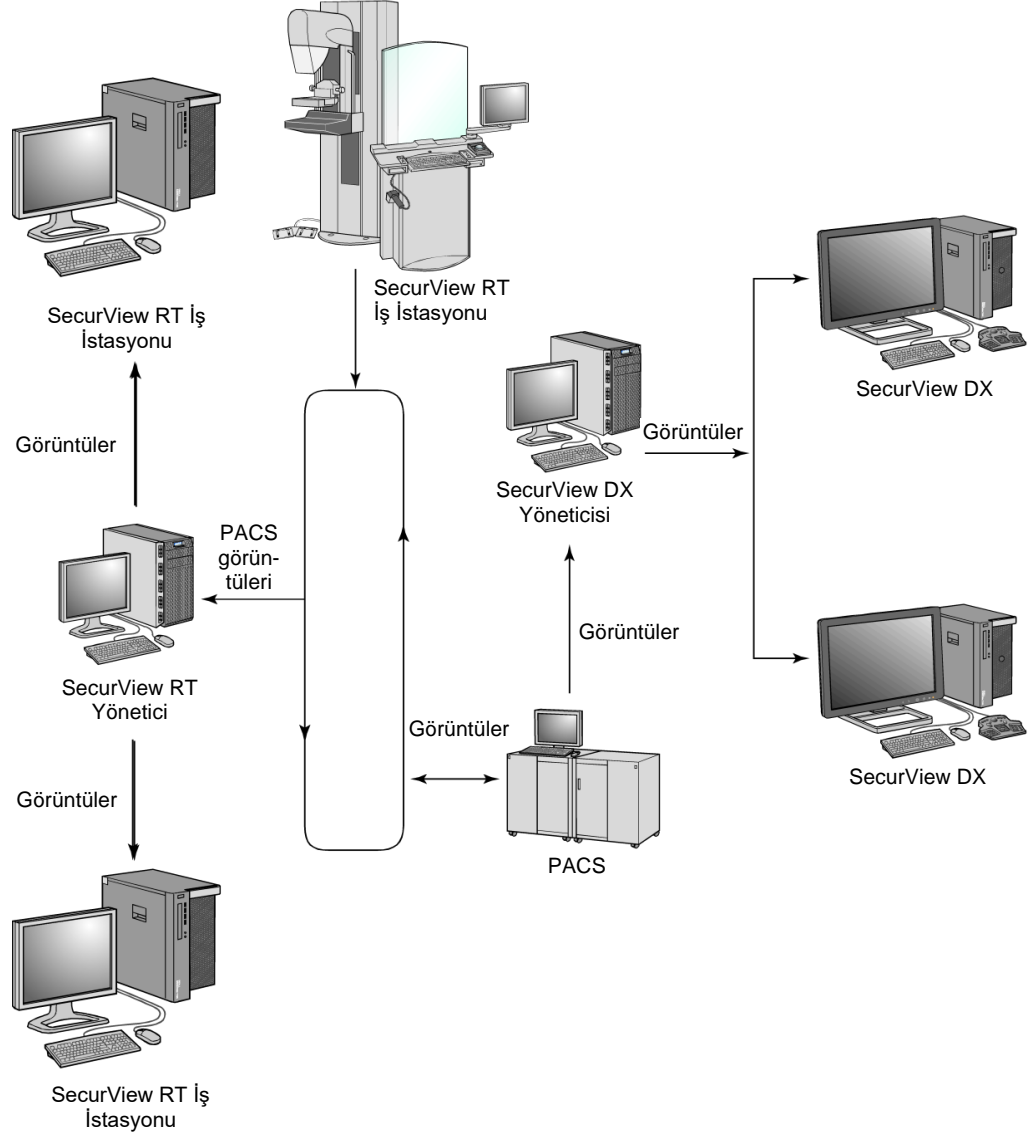 SecurView RT
İş İstasyonu
SecurView RT İş
İstasyonu
SecurView DX
Görüntüler
Görüntüler
SecurView DX
Yöneticisi
PACS
görün-
tüleri
Görüntüler
SecurView RT
Yönetici
Görüntüler
SecurView DX
Görüntüler
PACS
SecurView RT İş
İstasyonu